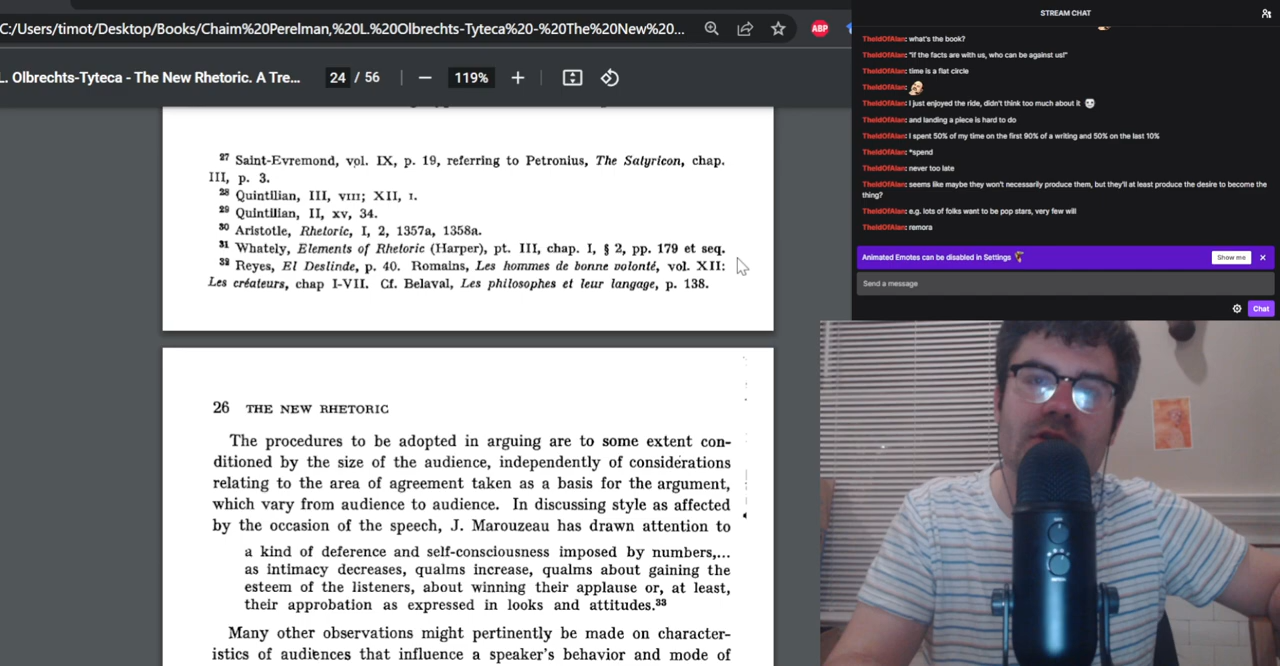 C:/Users/timot/Desktop/Books/Chaim%20Perelman,%20L.%20Olbrechts-Tyteca%20-%20The%20New%20...
ABP
L. Olbrechts-Tyteca - The New Rhetoric. A Tre...
24 / 56
119%
27 Saint-Evremond, vol. IX, p. 19, referring to Petronius, The Salyricon, chap.
III, p. 3.
28 Quintilian, III, VIII; XII, I.
29 Quintilian, II, XV, 34.
30 Aristotle, Rhetoric, I, 2, 1357a, 1358a.
31 Whately, Elements of Rhetoric (Harper), pt. III, chap. I, § 2, pp. 179 et seq.
32 Reyes, El Deslinde, p. 40. Romains, Les hommes de bonne volonté, vol. XII:
Les créateurs, chap I-VII. Cf. Belaval, Les philosophes et leur langage, p. 138.
26 THE NEW RHETORIC
The procedures to be adopted in arguing are to some extent con-
ditioned by the size of the audience, independently of considerations
relating to the area of agreement taken as a basis for the argument,
which vary from audience to audience. In discussing style as affected
by the occasion of the speech, J. Marouzeau has drawn attention to
a kind of deference and self-consciousness imposed by numbers,...
as intimacy decreases, qualms increase, qualms about gaining the
esteem of the listeners, about winning their applause or, at least,
their approbation as expressed in looks and attitudes.33
Many other observations might pertinently be made on character-
istics of audiences that influence a speaker's behavior and mode of
STREAM CHAT
TheIdOfAlan: what's the book?
TheIdOfAlan: "if the facts are with us, who can be against us!"
TheIdOfAlan: time is a flat circle
TheIdOfAlan:
TheIdOfAlan: I just enjoyed the ride, didn't think too much about it
TheIdOfAlan: and landing a piece is hard to do
TheIdOfAlan: I spent 50% of my time on the first 90% of a writing and 50% on the last 10%
TheIdOfAlan: *spend
TheIdOfAlan: never too late
TheIdOfAlan: seems like maybe they won't necessarily produce them, but they'll at least produce the desire to become the
thing?
TheIdOfAlan: e.g. lots of folks want to be pop stars, very few will
TheIdOfAlan: remora
Animated Emotes can be disabled in Settings
Show me
Send a message
Chat